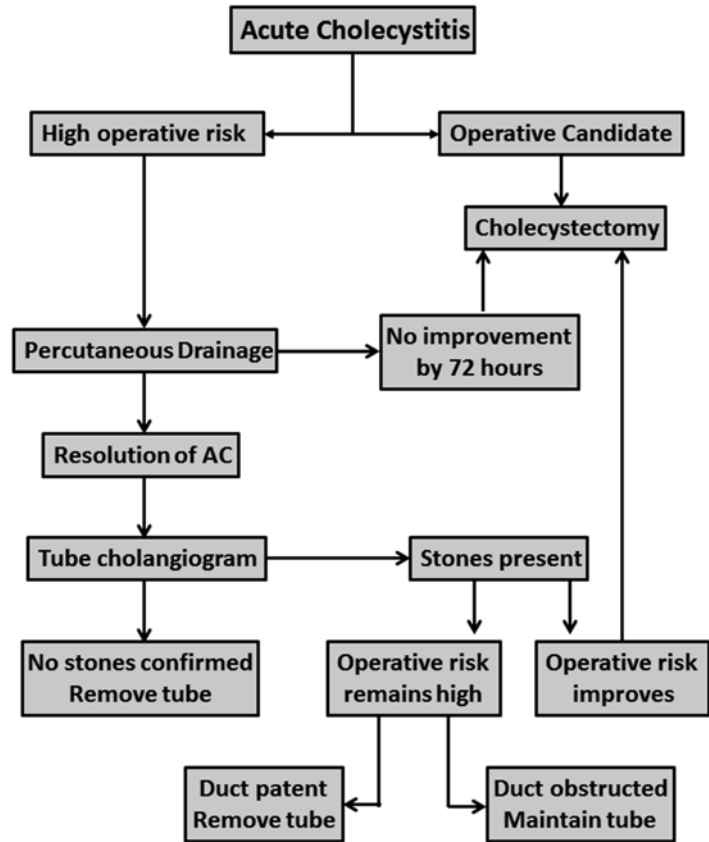 Acute Cholecystitis
High operative risk
Operative Candidate
Cholecystectomy
Percutaneous Drainage
No improvement
by 72 hours
Resolution of AC
Tube cholangiogram
Stones present
No stones confirmed
Remove tube
Operative risk
remains high
Operative risk
improves
Duct patent
Remove tube
Duct obstructed
Maintain tube